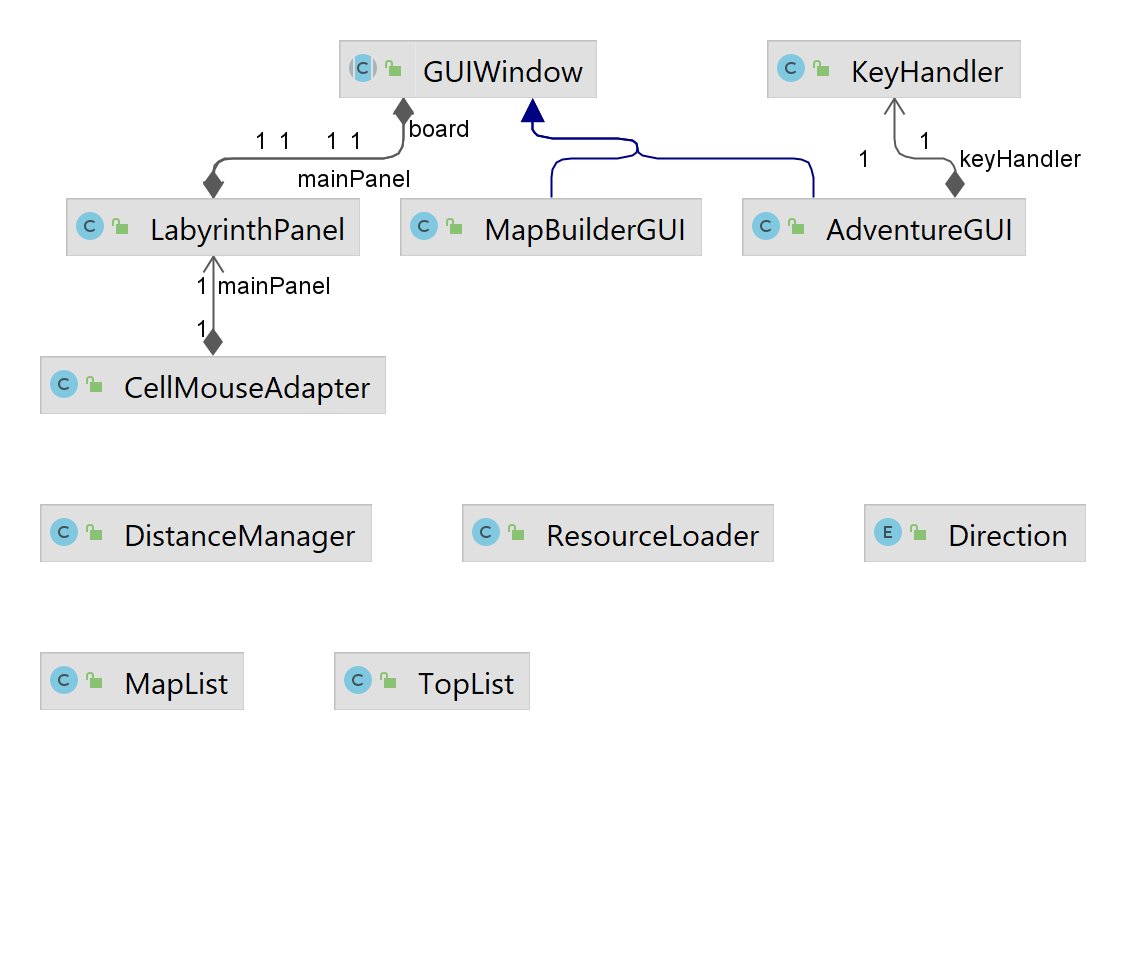 C GUIWindow
C KeyHandler
board
1 1 1 1
1
1
keyHandler
mainPanel
C LabyrinthPanel
C MapBuilderGUI
C AdventureGUI
1 mainPanel
1
C CellMouseAdapter
C DistanceManager
C ResourceLoader
E Direction
C MapList
C TopList